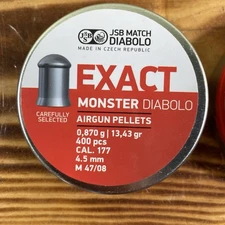 JSB
JSB MATCH
DIABOLO
MADE IN CZECH REPUBLIC
EXACT
MONSTER DIABOLO
CAREFULLY
SELECTED
AIRGUN PELLETS
0,870 g | 13,43 gr
400 pcs
CAL. 177
4.5 mm
M 47/08